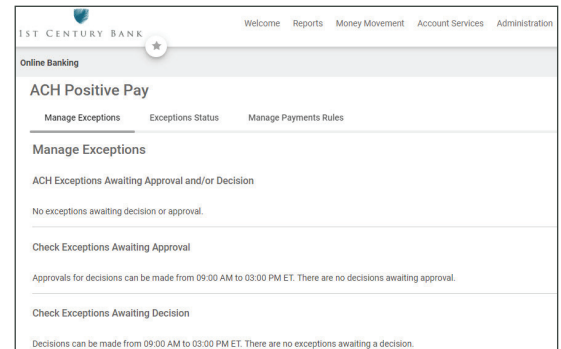 1ST CENTURY BANK
Welcome Reports Money Movement Account Services Administration
Online Banking
ACH Positive Pay
Manage Exceptions Exceptions Status Manage Payments Rules
Manage Exceptions
ACH Exceptions Awaiting Approval and/or Decision
No exceptions awaiting decision or approval.
Check Exceptions Awaiting Approval
Approvals for decisions can be made from 09:00 AM to 03:00 PM ET. There are no decisions awaiting approval.
Check Exceptions Awaiting Decision
Decisions can be made from 09:00 AM to 03:00 PM ET. There are no exceptions awaiting a decision.